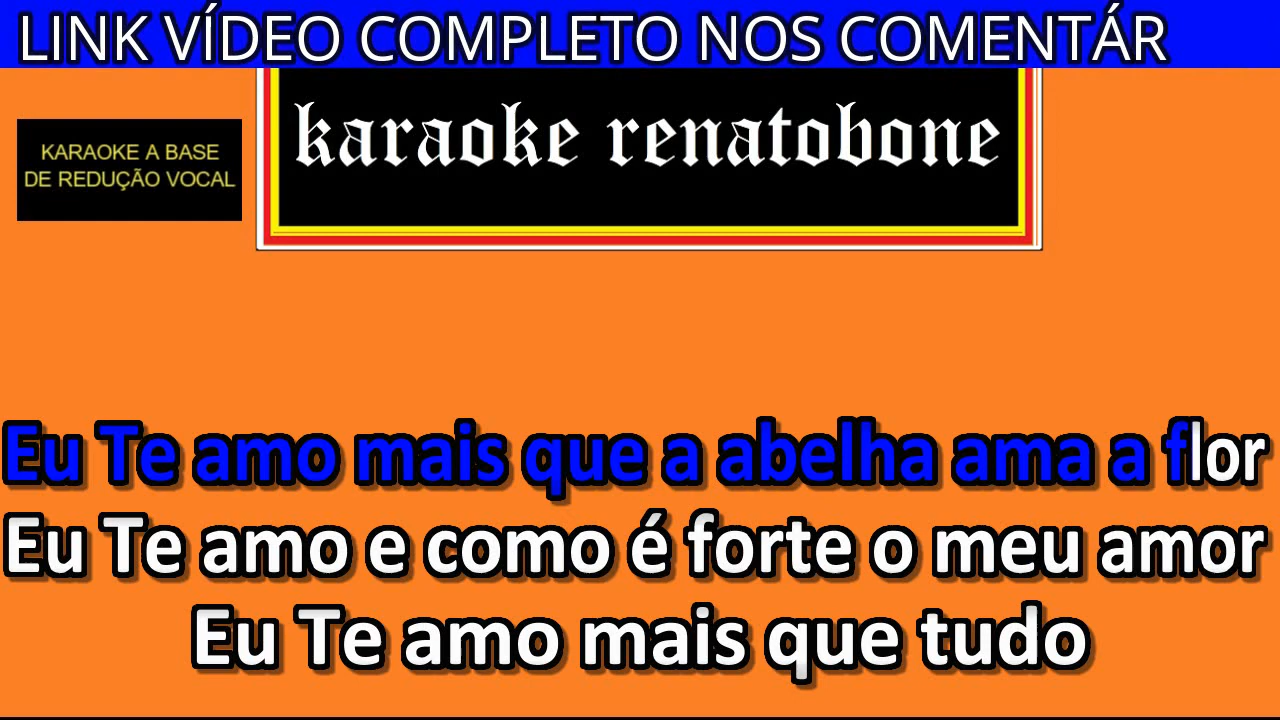 LINK VÍDEO COMPLETO NOS COMENTÁR
karaoke renatobone
KARAOKE A BASE
DE REDUÇÃO VOCAL
Eu Te amo mais que a abelha ama a flor
Eu Te amo e como é forte o meu amor
Eu Te amo mais que tudo